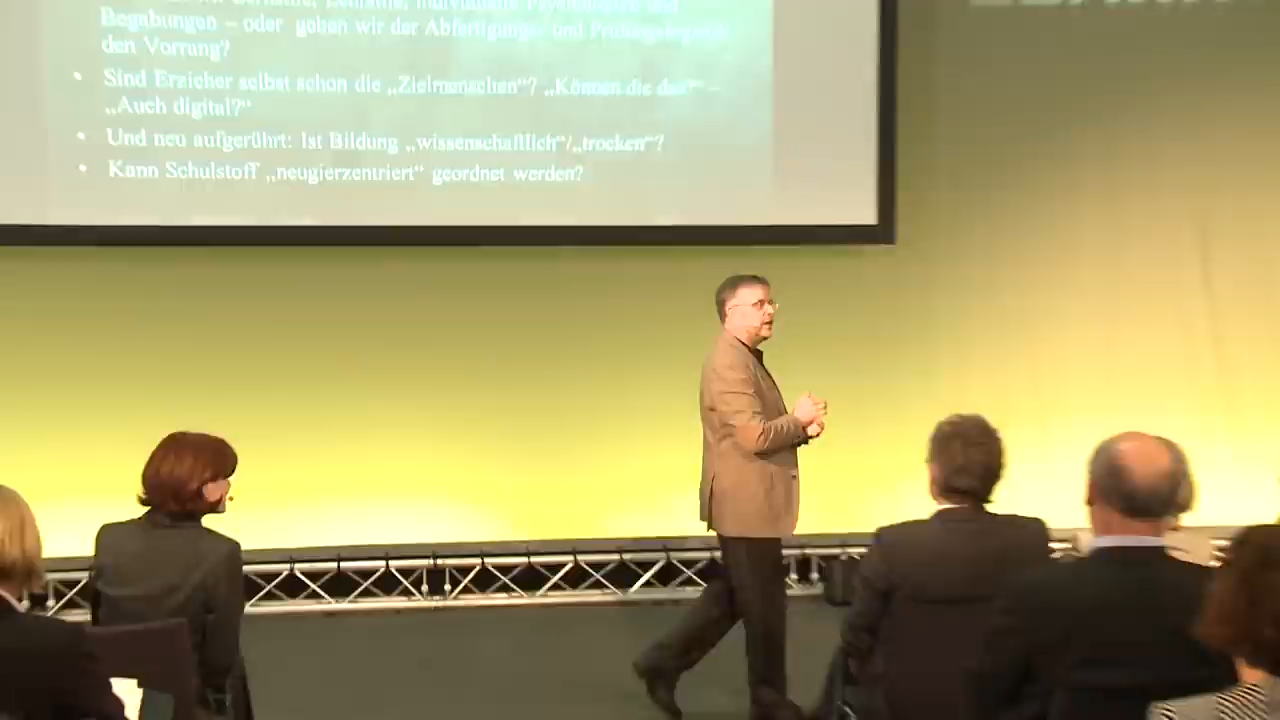 Begabungen – oder geben wir der Abfertigungs- und
den Vorrang?
• Sind Erzieher selbst schon die „Zielmenschen“? „Können die das?“ –
„Auch digital?“
• Und neu aufgerührt: Ist Bildung „wissenschaftlich“/„trocken“?
• Kann Schulstoff „neugierzentriert“ geordnet werden?